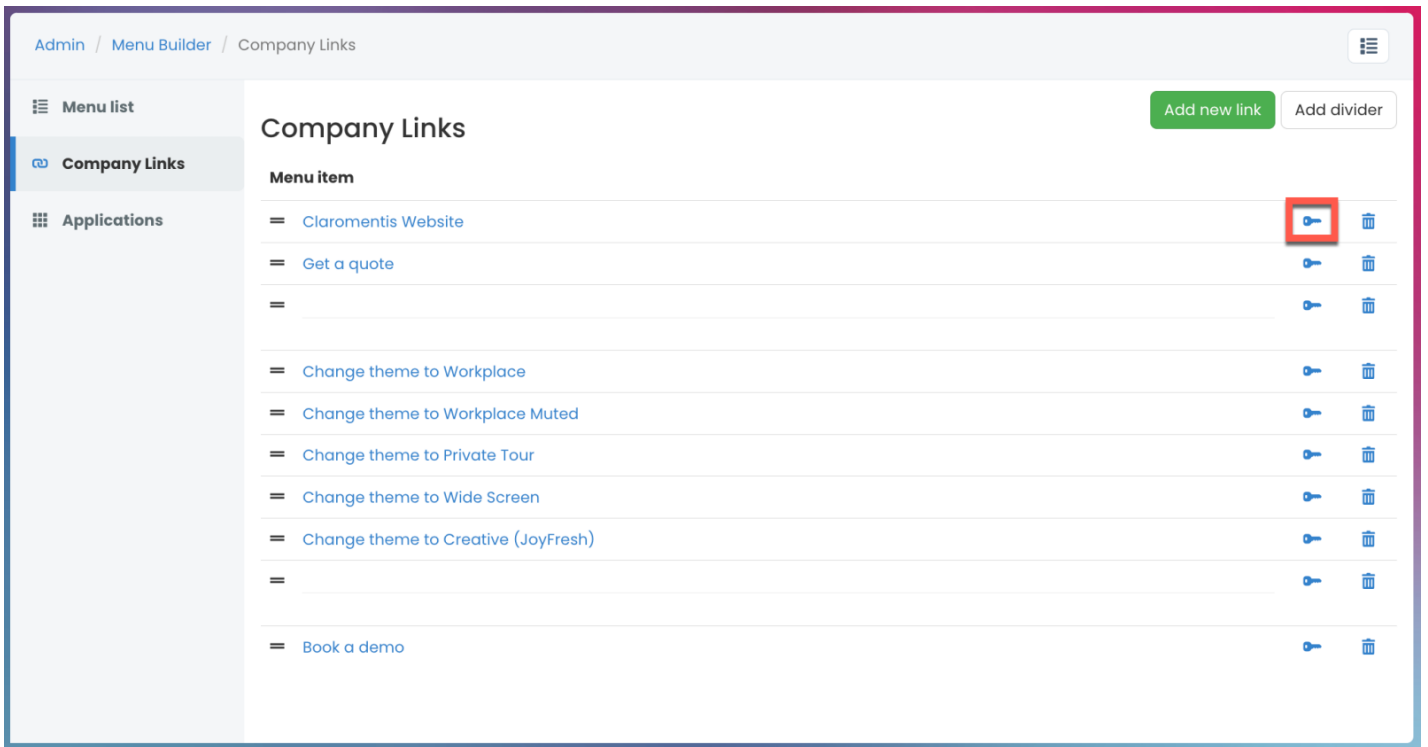 Admin / Menu Builder / Company Links
Menu list
Company Links
Applications
Add new link
Add divider
Company Links
Menu item
Claromentis Website
Get a quote
Change theme to Workplace
Change theme to Workplace Muted
Change theme to Private Tour
Change theme to Wide Screen
Change theme to Creative (JoyFresh)
Book a demo